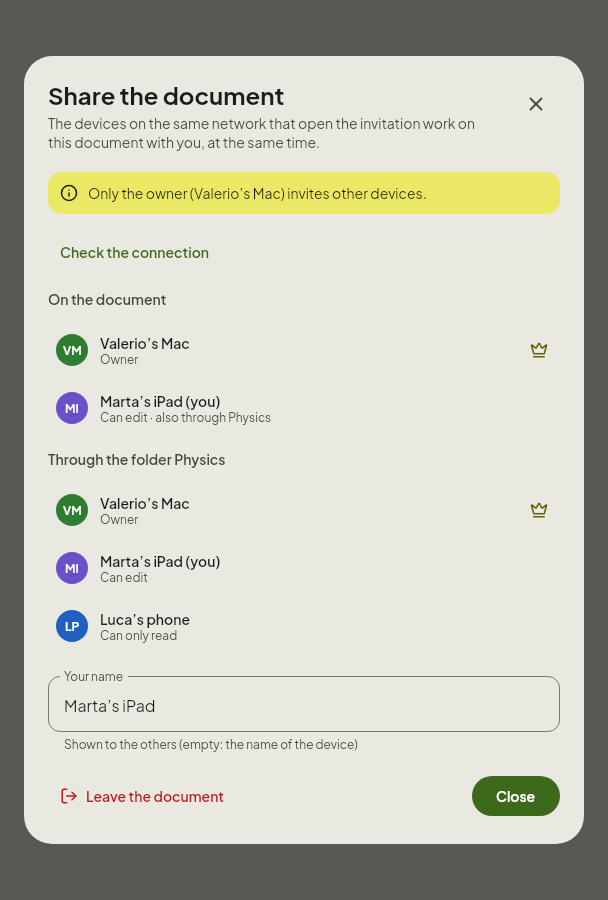 Share the document
The devices on the same network that open the invitation work on
this document with you, at the same time.
Only the owner (Valerio’s Mac) invites other devices.
Check the connection
On the document
VM
Valerio’s Mac
Owner
MI
Marta’s iPad (you)
Can edit · also through Physics
Through the folder Physics
VM
Valerio’s Mac
Owner
MI
Marta’s iPad (you)
Can edit
LP
Luca’s phone
Can only read
Your name
Marta’s iPad
Shown to the others (empty: the name of the device)
Leave the document
Close